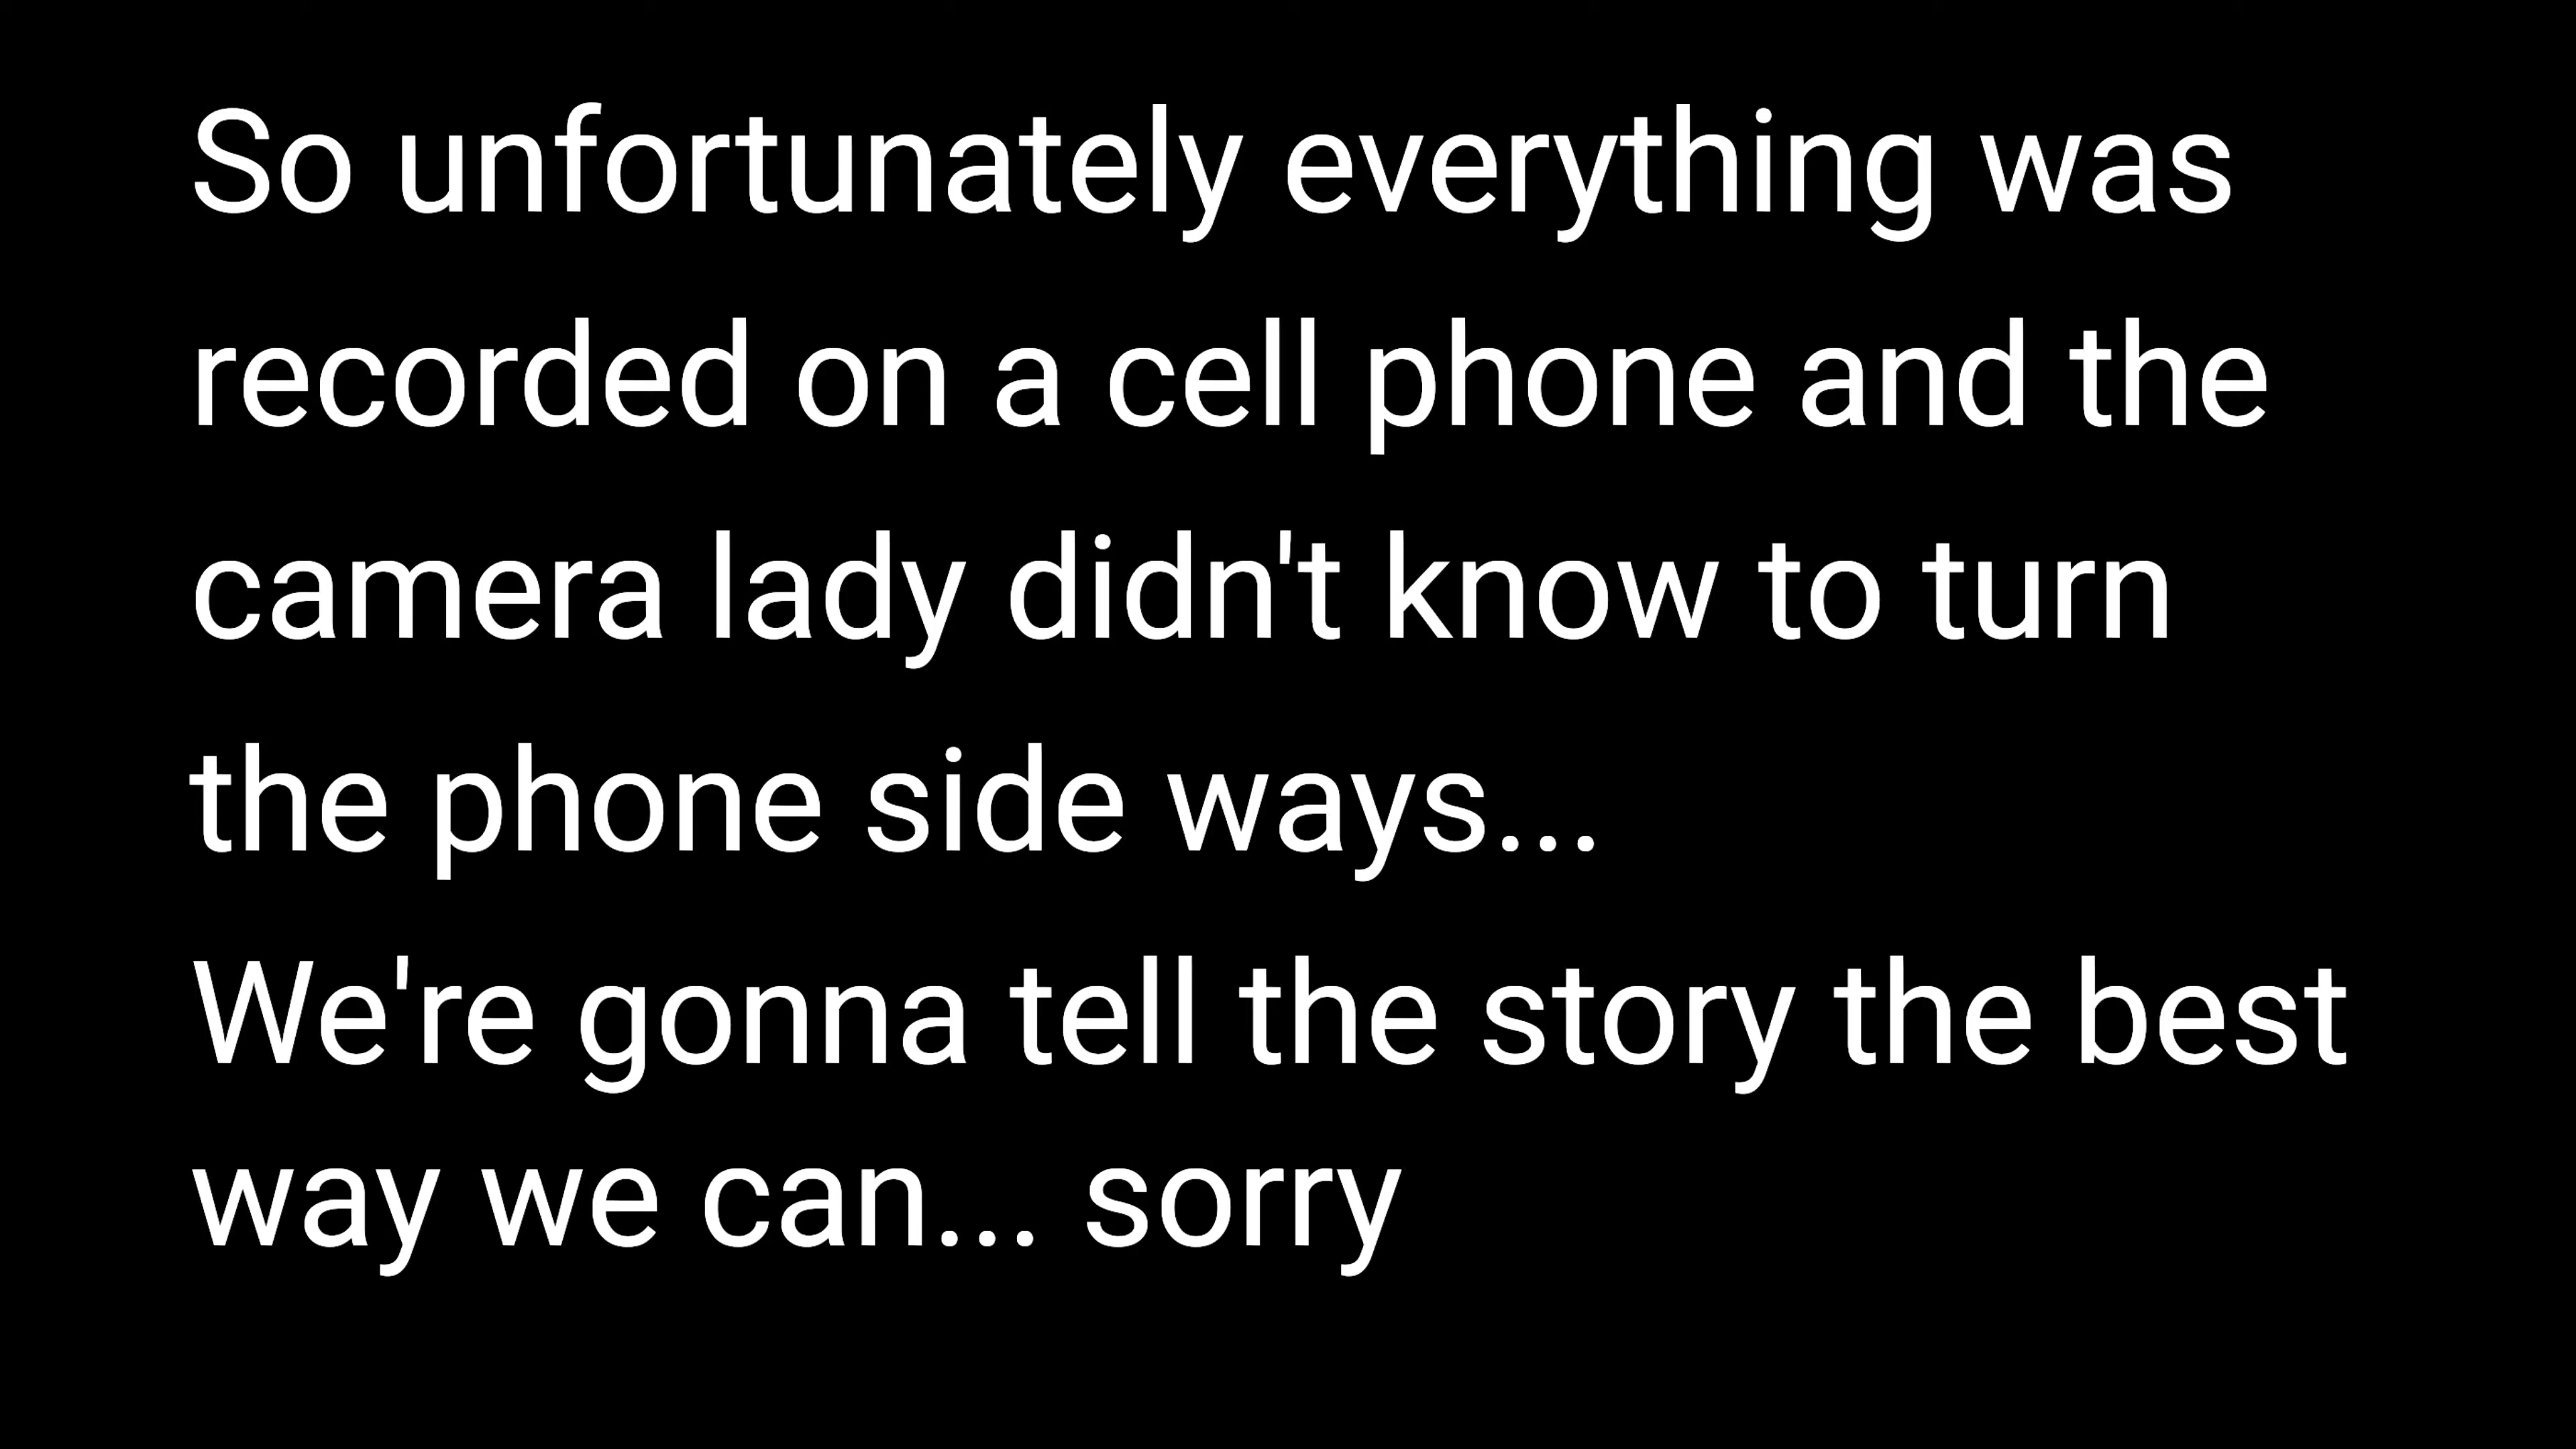 So unfortunately everything was
recorded on a cell phone and the
camera lady didn't know to turn
the phone side ways...
We're gonna tell the story the best
way we can... sorry